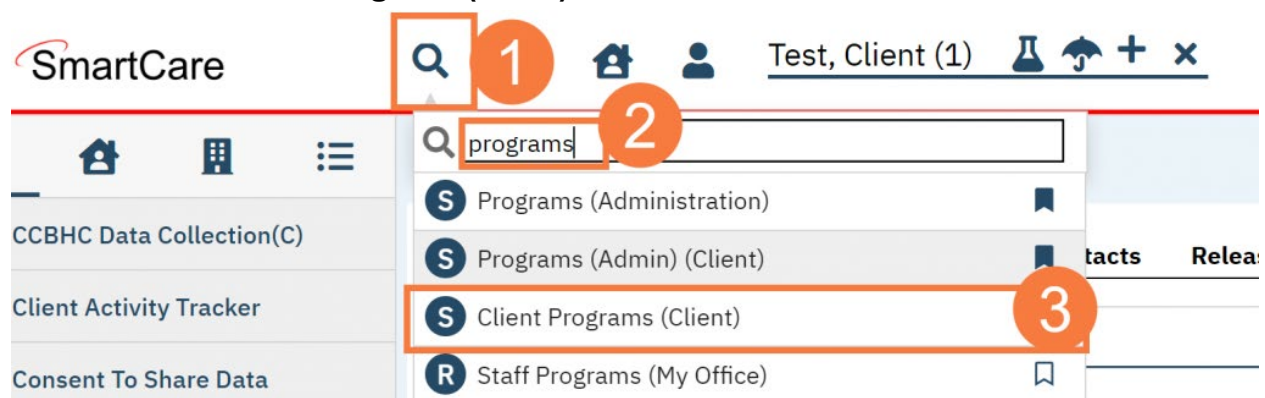 SmartCare
1
Test, Client (1)
programs
2
S Programs (Administration)
CCBHC Data Collection(C)
S Programs (Admin) (Client)
tacts Relea
Client Activity Tracker
S Client Programs (Client)
3
Consent To Share Data
R Staff Programs (My Office)